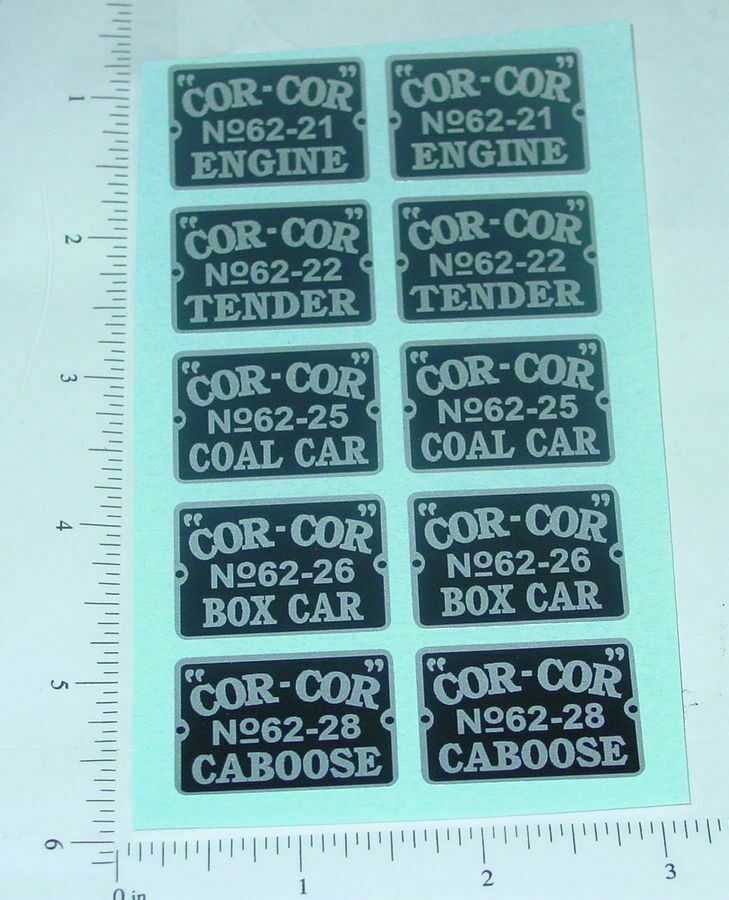 "COR-COR"
Nº62-21
ENGINE
"COR-COR"
Nº62-21
ENGINE
"COR-COR"
Nº62-22
TENDER
"COR-COR"
Nº62-22
TENDER
"COR-COR"
Nº62-25
COAL CAR
"COR-COR"
Nº62-25
COAL CAR
"COR-COR"
Nº62-26
BOX CAR
"COR-COR"
Nº62-26
BOX CAR
"COR-COR"
Nº62-28
CABOOSE
"COR-COR"
Nº62-28
CABOOSE
1
2
3
4
5
6
0 in
1
2
3